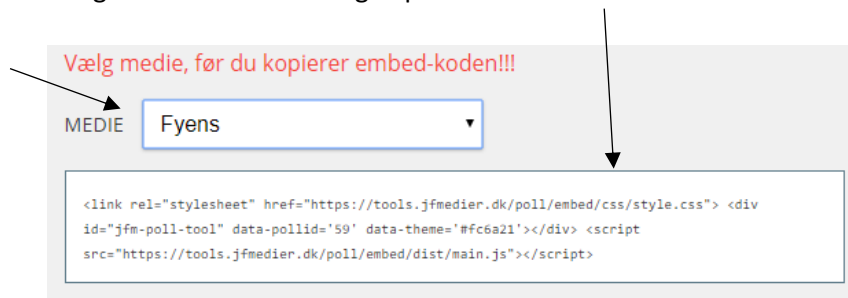 Vælg medie, før du kopierer embed-koden!!!
MEDIE Fyens
<link rel="stylesheet" href="https://tools.jfmedier.dk/poll/embed/css/style.css"> <div
id="jfm-poll-tool" data-pollid='59' data-theme='#fc6a21'></div> <script
src="https://tools.jfmedier.dk/poll/embed/dist/main.js"></script>